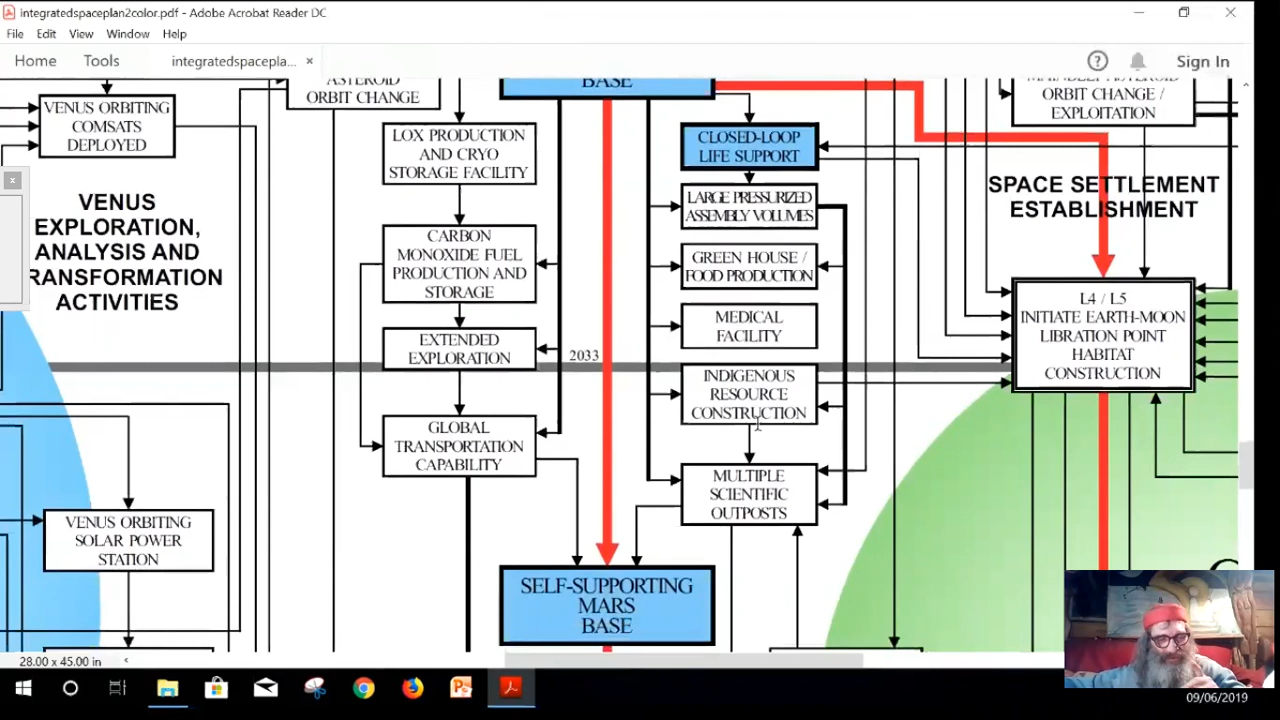 integratedspaceplan2color.pdf - Adobe Acrobat Reader DC
File Edit View Window Help
Home Tools integratedspacepla... × Sign In
ASTEROID
ORBIT CHANGE
BASE
MAINBELT ASTEROID
ORBIT CHANGE /
EXPLOITATION
VENUS ORBITING
COMSATS
DEPLOYED
LOX PRODUCTION
AND CRYO
STORAGE FACILITY
CLOSED-LOOP
LIFE SUPPORT
VENUS
EXPLORATION,
ANALYSIS AND
RANSFORMATION
ACTIVITIES
LARGE PRESSURIZED
ASSEMBLY VOLUMES
SPACE SETTLEMENT
ESTABLISHMENT
CARBON
MONOXIDE FUEL
PRODUCTION AND
STORAGE
GREEN HOUSE /
FOOD PRODUCTION
L4 / L5
INITIATE EARTH-MOON
LIBRATION POINT
HABITAT
CONSTRUCTION
EXTENDED
EXPLORATION
2033
MEDICAL
FACILITY
INDIGENOUS
RESOURCE
CONSTRUCTION
GLOBAL
TRANSPORTATION
CAPABILITY
MULTIPLE
SCIENTIFIC
OUTPOSTS
VENUS ORBITING
SOLAR POWER
STATION
SELF-SUPPORTING
MARS
BASE
28.00 x 45.00 in
09/06/2019